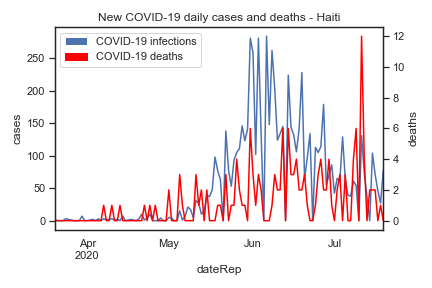 New COVID-19 daily cases and deaths - Haiti
COVID-19 infections
COVID-19 deaths
250
200
150
100
50
0
cases
12
10
8
6
4
2
0
deaths
Apr
2020
May
Jun
Jul
dateRep